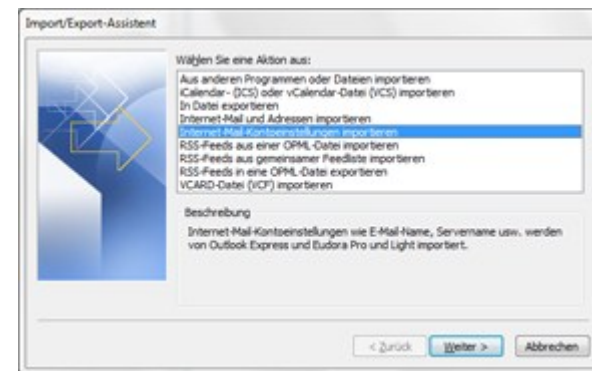 Import/Export-Assistent
Wählen Sie eine Aktion aus:
Aus anderen Programmen oder Dateien importieren
iCalendar- (ICS) oder vCalendar-Datei (VCS) importieren
In Datei exportieren
Internet-Mail und Adressen importieren
Internet-Mail-Kontoeinstellungen importieren
RSS-Feeds aus einer OPML-Datei importieren
RSS-Feeds aus gemeinsamer Feedliste importieren
RSS-Feeds in eine OPML-Datei exportieren
VCARD-Datei (VCF) importieren
Beschreibung
Internet-Mail-Kontoeinstellungen wie E-Mail-Name, Servername usw. werden
von Outlook Express und Eudora Pro und Light importiert.
< Zurück Weiter > Abbrechen